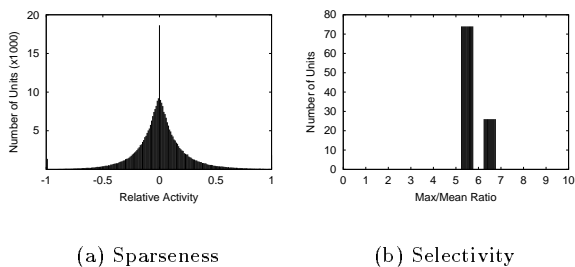 20
15
10
5
Number of Units (x1000)
-1 -0.5 0 0.5 1
Relative Activity
80
70
60
50
40
30
20
10
0
Number of Units
0 1 2 3 4 5 6 7 8 9 10
Max/Mean Ratio
(a) Sparseness
(b) Selectivity